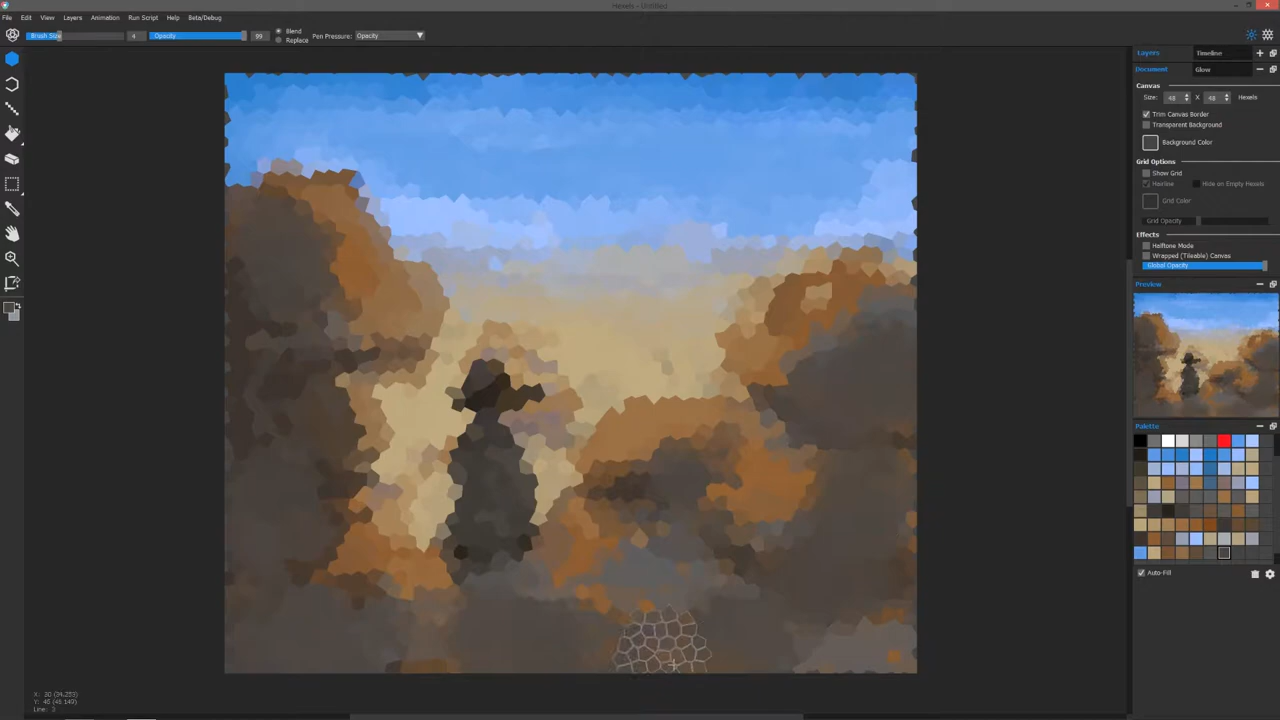 Hexels - Untitled
File Edit View Layers Animation Run Script Help Beta/Debug
Brush Size 4 Opacity 99 Blend Replace Pen Pressure: Opacity
Layers Timeline
Document Glow
Canvas
Size: 48 X 48 Hexels
Trim Canvas Border
Transparent Background
Background Color
Grid Options
Show Grid
Hairline Hide on Empty Hexels
Grid Color
Grid Opacity
Effects
Halftone Mode
Wrapped (Tileable) Canvas
Global Opacity
Preview
Palette
Auto-Fill
Line: 3